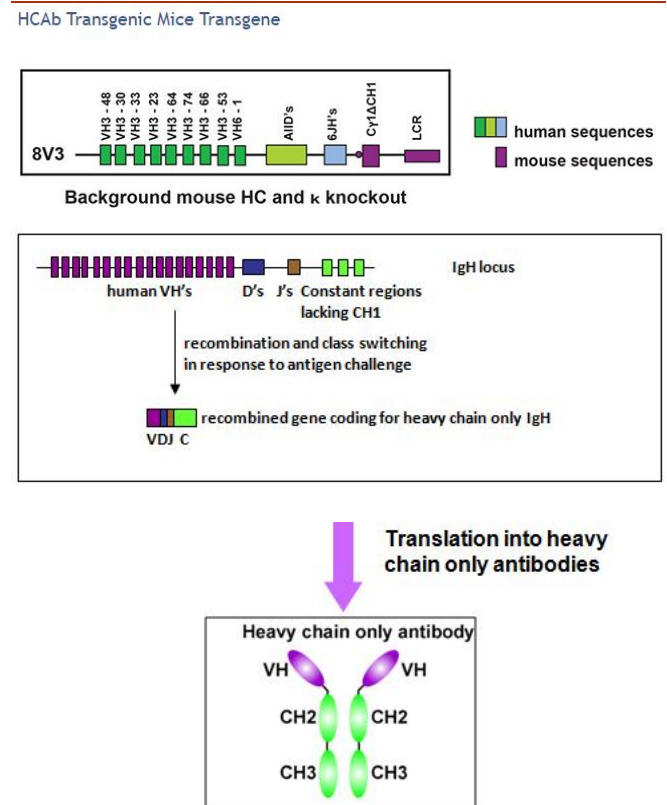 HCAb Transgenic Mice Transgene
VH3 - 48
VH3 - 30
VH3 - 33
VH3 - 23
VH3 - 64
VH3 - 74
VH3 - 66
VH3 - 53
VH6 - 1
AllD's
6JH's
Cγ1ΔCH1
LCR
8V3
human sequences
mouse sequences
Background mouse HC and κ knockout
IgH locus
human VH's
D's
J's
Constant regions
lacking CH1
recombination and class switching
in response to antigen challenge
recombined gene coding for heavy chain only IgH
VDJ C
Translation into heavy
chain only antibodies
Heavy chain only antibody
VH
VH
CH2
CH2
CH3
CH3